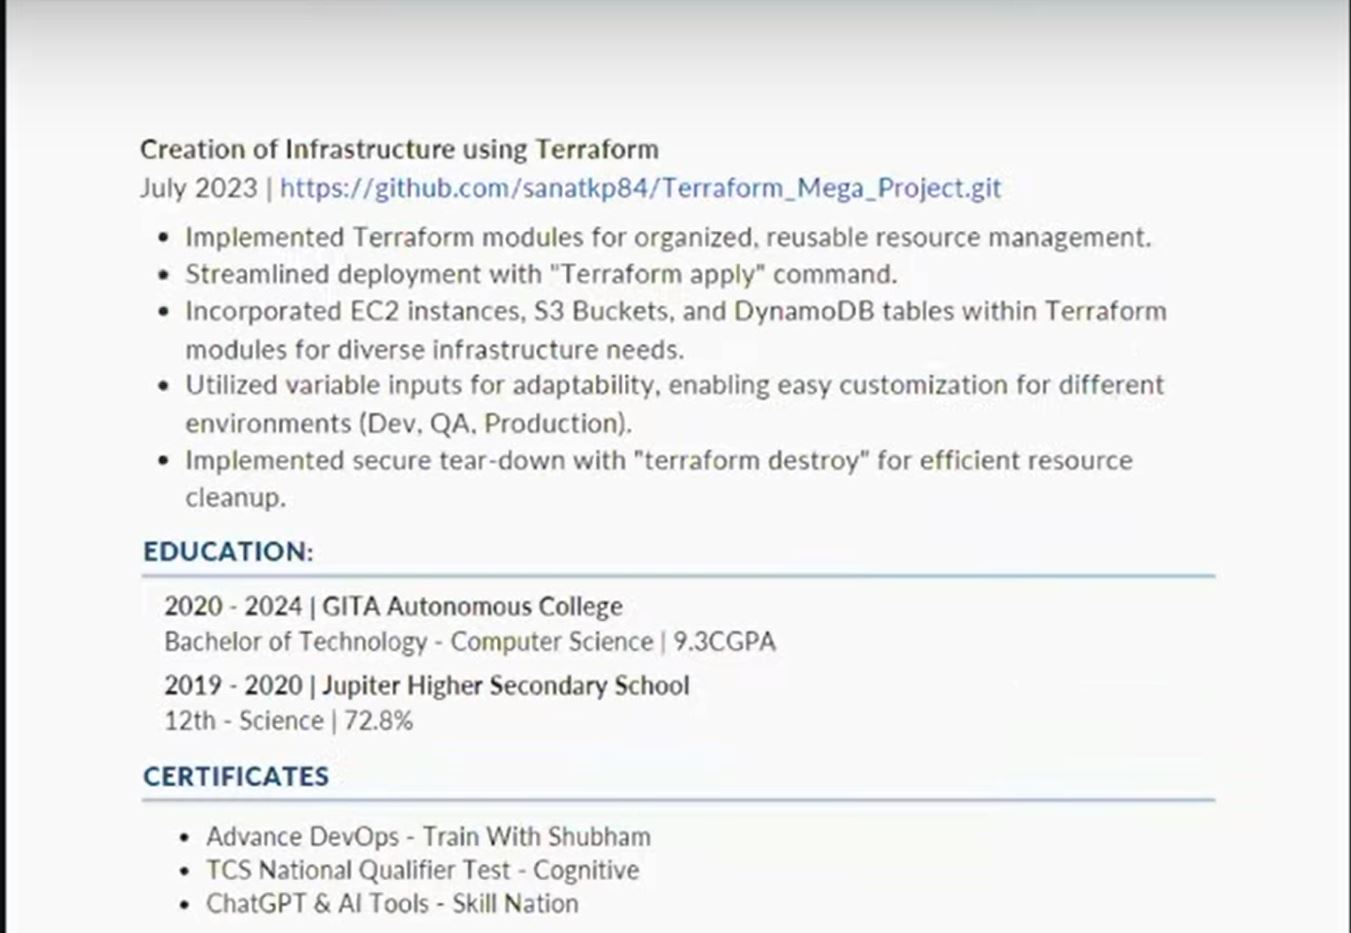 Creation of Infrastructure using Terraform
July 2023 | https://github.com/sanatkp84/Terraform_Mega_Project.git
• Implemented Terraform modules for organized, reusable resource management.
• Streamlined deployment with "Terraform apply" command.
• Incorporated EC2 instances, S3 Buckets, and DynamoDB tables within Terraform
modules for diverse infrastructure needs.
• Utilized variable inputs for adaptability, enabling easy customization for different
environments (Dev, QA, Production).
• Implemented secure tear-down with "terraform destroy" for efficient resource
cleanup.
EDUCATION:
2020 - 2024 | GITA Autonomous College
Bachelor of Technology - Computer Science | 9.3CGPA
2019 - 2020 | Jupiter Higher Secondary School
12th - Science | 72.8%
CERTIFICATES
• Advance DevOps - Train With Shubham
• TCS National Qualifier Test - Cognitive
• ChatGPT & AI Tools - Skill Nation